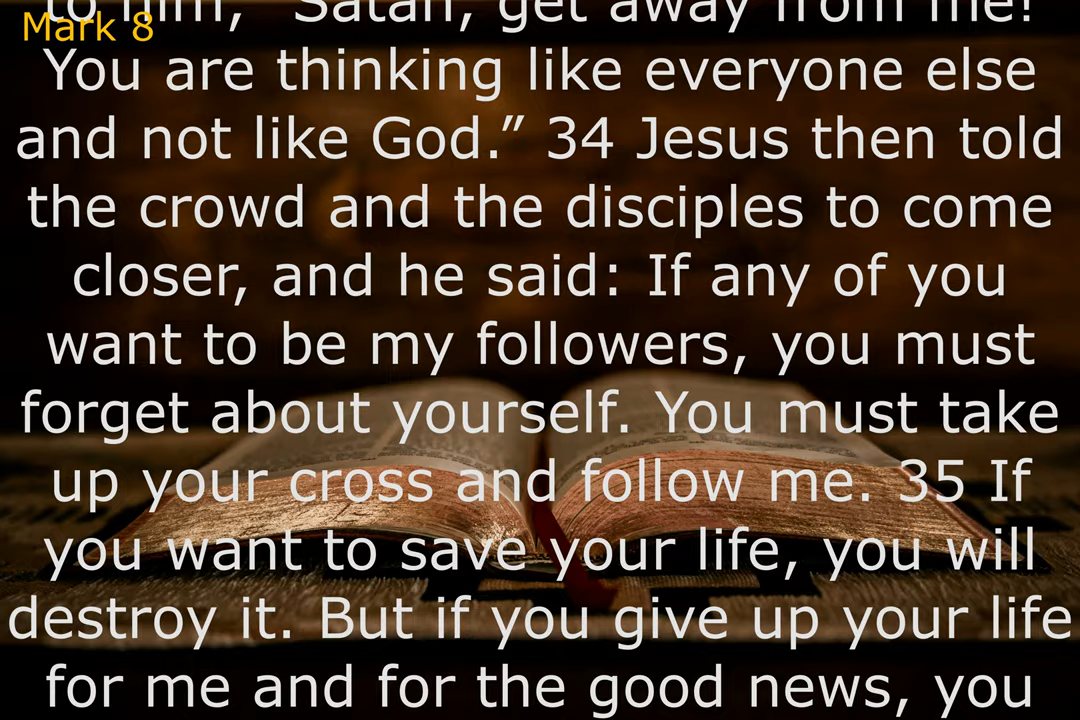 to him, “Satan, get away from me!
Mark 8
You are thinking like everyone else
and not like God.” 34 Jesus then told
the crowd and the disciples to come
closer, and he said: If any of you
want to be my followers, you must
forget about yourself. You must take
up your cross and follow me. 35 If
you want to save your life, you will
destroy it. But if you give up your life
for me and for the good news, you